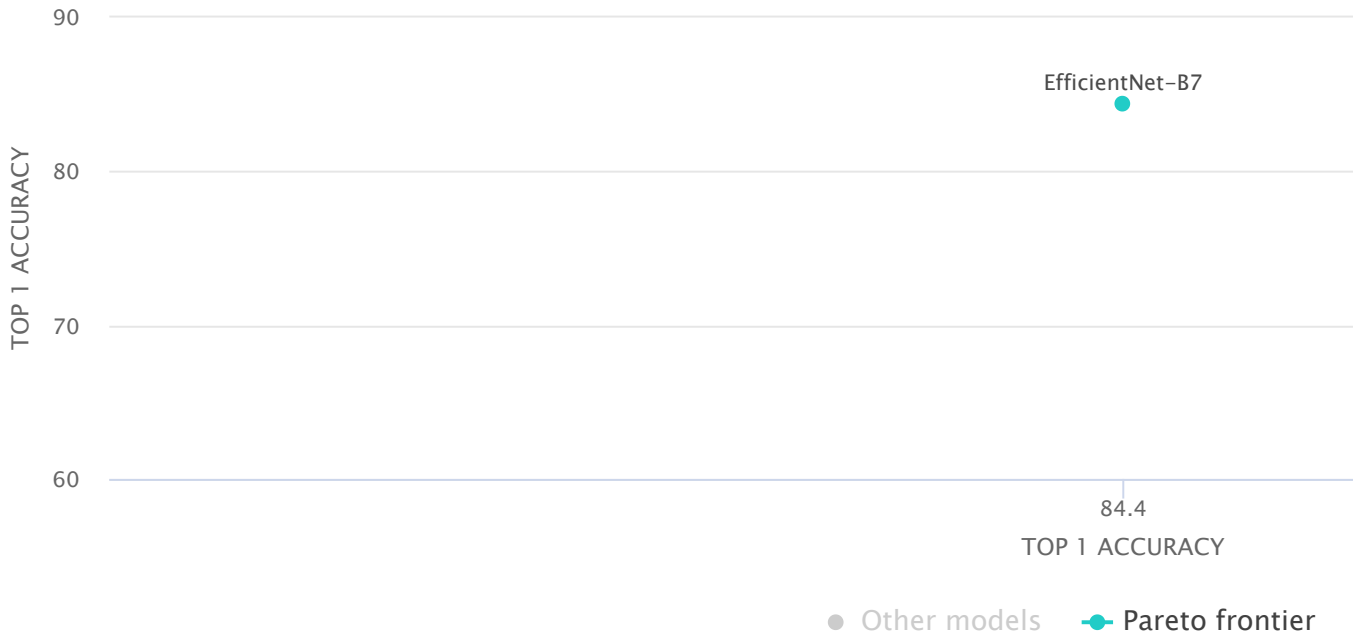 90
EfficientNet-B7
80
TOP 1 ACCURACY
70
60
84.4
TOP 1 ACCURACY
Other models Pareto frontier